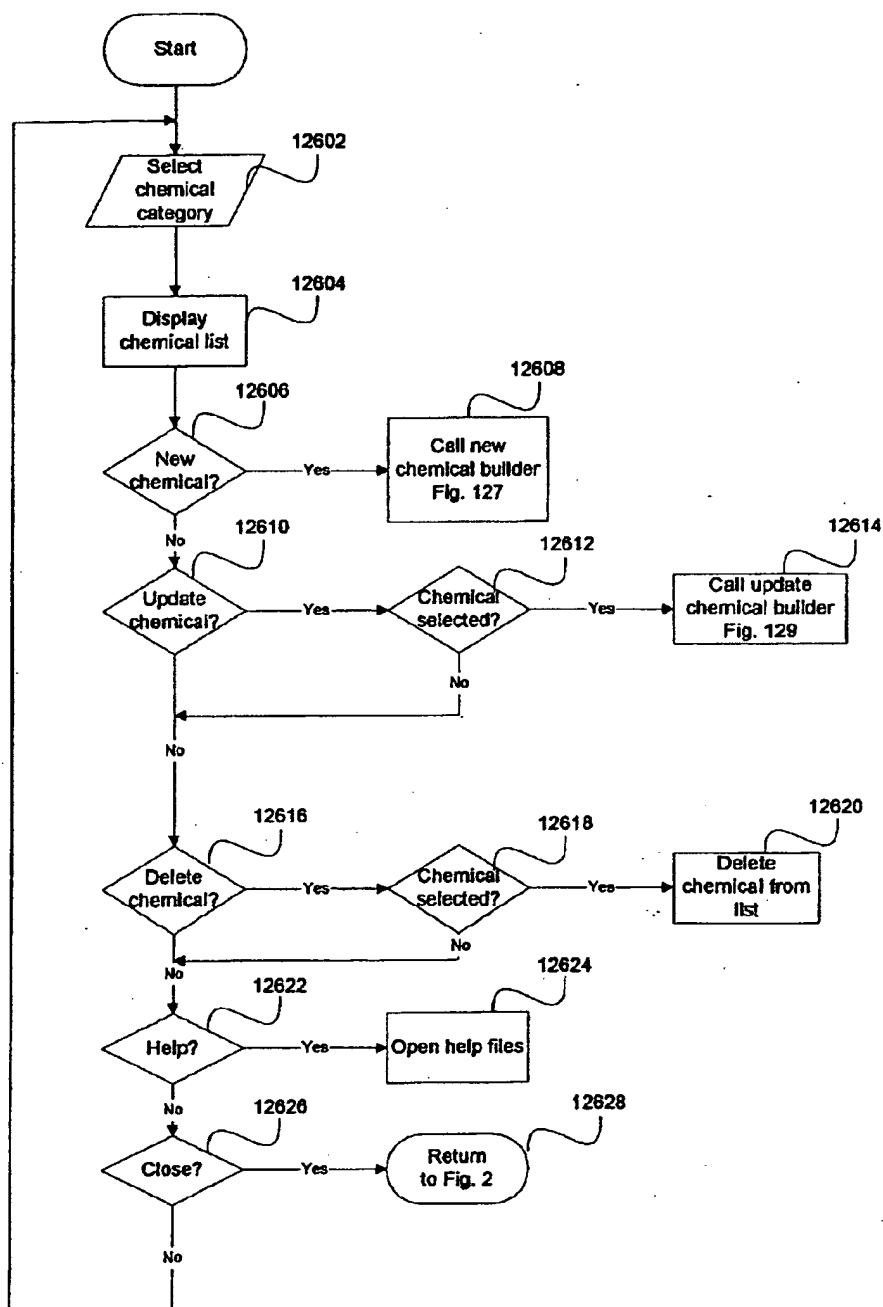 Start
12602
Select
chemical
category
12604
Display
chemical list
12606
12608
New
chemical?
Yes
Call new
chemical builder
Fig. 127
No
12610
12612
12614
Update
chemical?
Yes
Chemical
selected?
Yes
Call update
chemical builder
Fig. 129
No
No
12616
12618
12620
Delete
chemical?
Yes
Chemical
selected?
Yes
Delete
chemical from
list
No
No
12622
12624
Help?
Yes
Open help files
No
12626
12628
Close?
Yes
Return
to Fig. 2
No